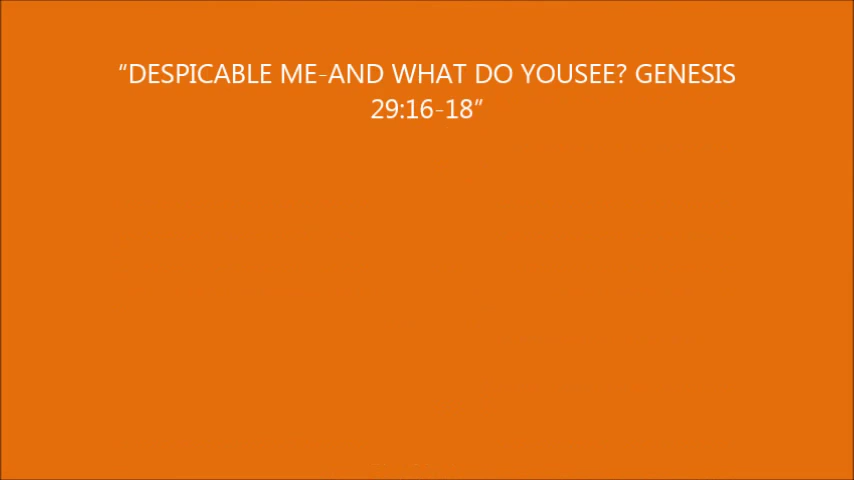 “DESPICABLE ME-AND WHAT DO YOUSEE? GENESIS
29:16-18”